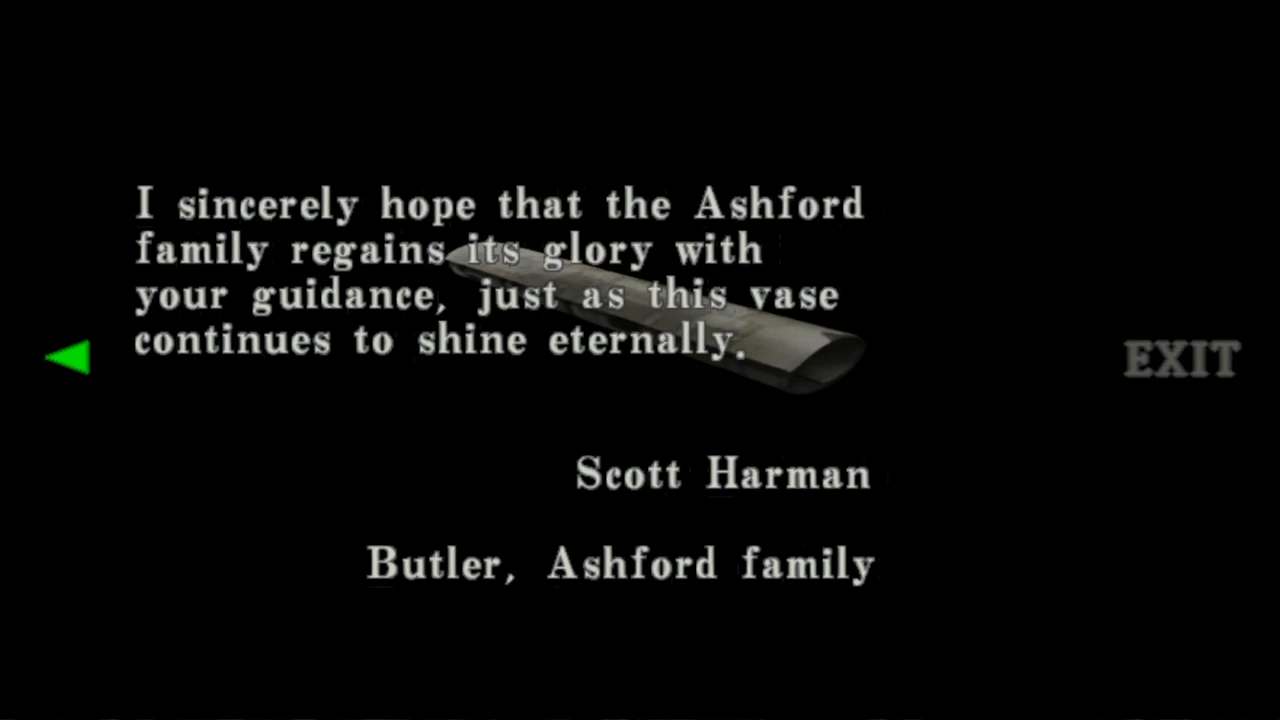 I sincerely hope that the Ashford
family regains its glory with
your guidance, just as this vase
continues to shine eternally.
EXIT
Scott Harman
Butler, Ashford family